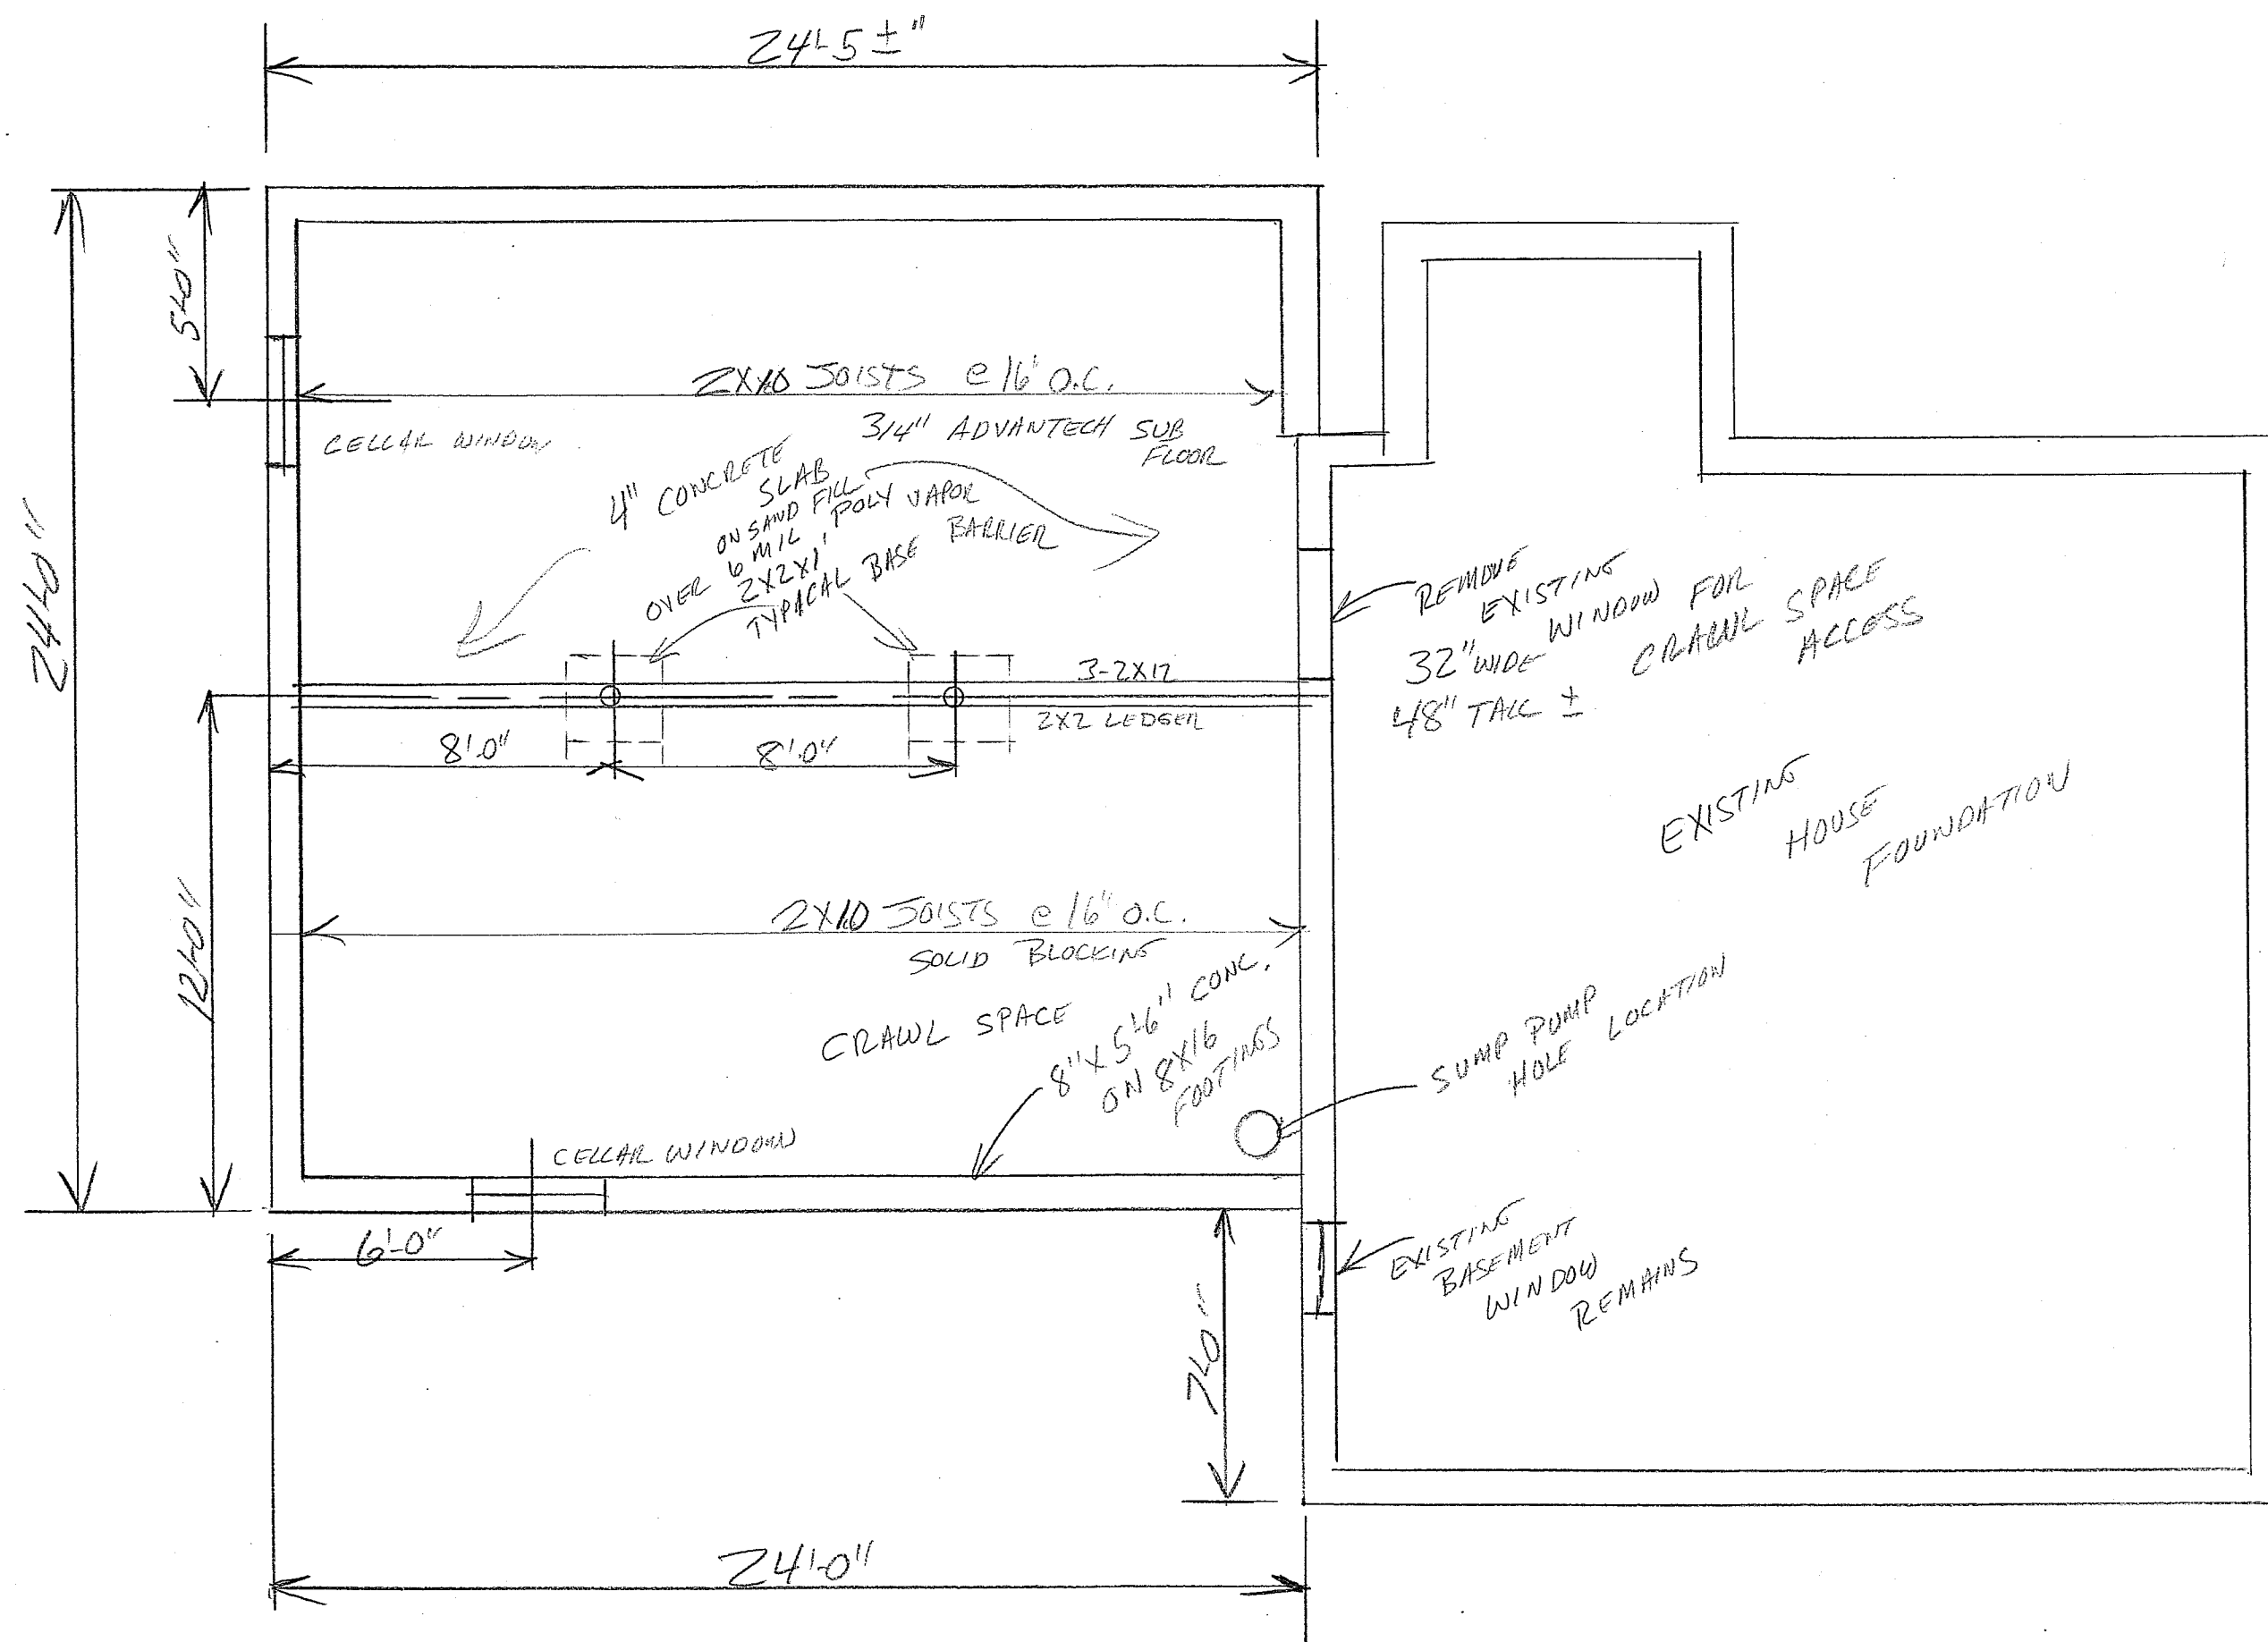 24'-5 ±"
5'-0"
24'-0"
2XX10 JOISTS @ 16' O.C.
3/4" ADVANTECH SUB
FLOOR
CELLAR WINDOW
4" CONCRETE
SLAB
ON SAND FILL
OVER 6 MIL POLY VAPOR
BARRIER
2X2X1'
TYPACAL BASE
REMOVE
EXISTING
32" WIDE WINDOW FOR
48" TALL ± CRAWL SPACE
ACCESS
3-2X12
2X2 LEDGER
8'-0"
8'-0"
EXISTING
HOUSE
FOUNDATION
12'-0"
2X10 JOISTS @ 16" O.C.
SOLID BLOCKING
CRAWL SPACE
8" X 5'-6" CONC.
ON 8X16
FOOTINGS
SUMP PUMP
HOLE LOCATION
CELLAR WINDOW
6'-0"
EXISTING
BASEMENT
WINDOW
REMAINS
7'-0"
24'-0"